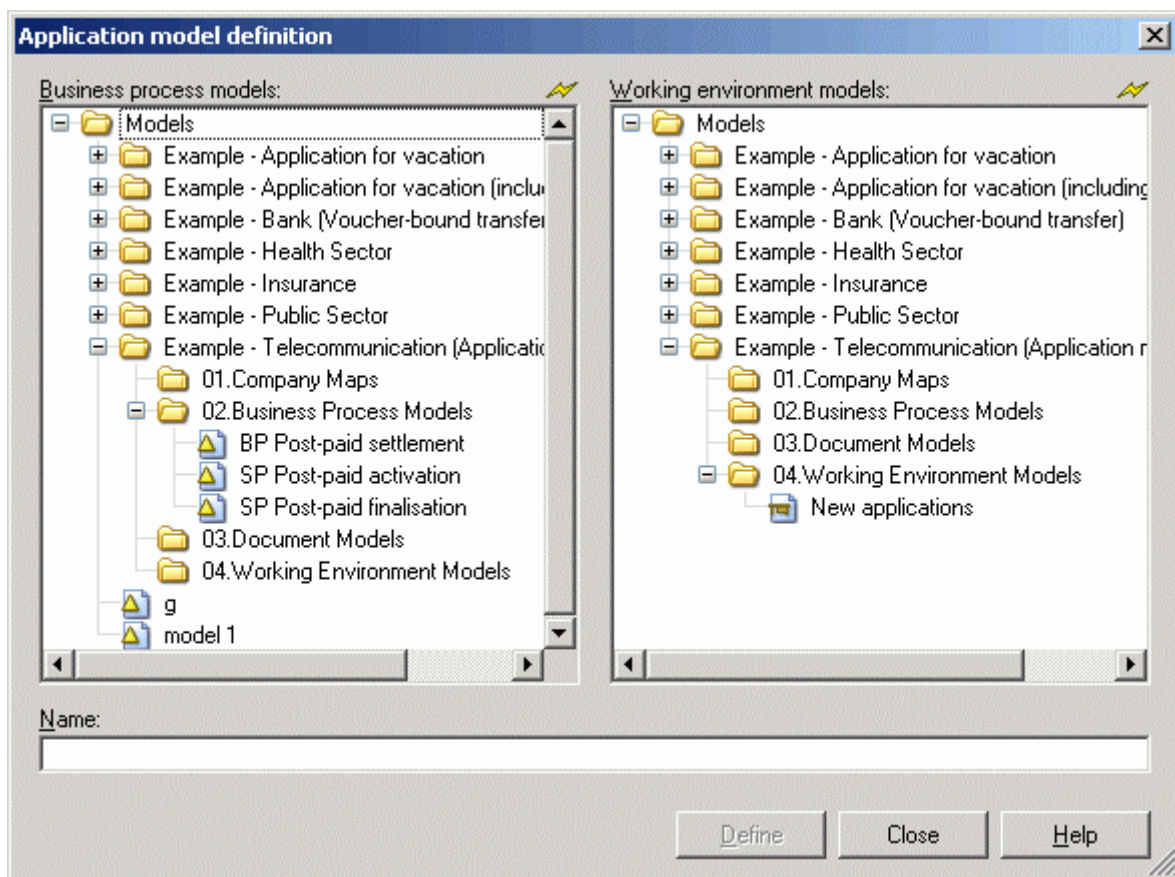 Application model definition
Business process models:
Models
Example - Application for vacation
Example - Application for vacation (inclu
Example - Bank (Voucher-bound transfer
Example - Health Sector
Example - Insurance
Example - Public Sector
Example - Telecommunication (Applicatio
01.Company Maps
02.Business Process Models
BP Post-paid settlement
SP Post-paid activation
SP Post-paid finalisation
03.Document Models
04.Working Environment Models
g
model 1
Working environment models:
Models
Example - Application for vacation
Example - Application for vacation (including
Example - Bank (Voucher-bound transfer)
Example - Health Sector
Example - Insurance
Example - Public Sector
Example - Telecommunication (Application r
01.Company Maps
02.Business Process Models
03.Document Models
04.Working Environment Models
New applications
Name:
Define
Close
Help